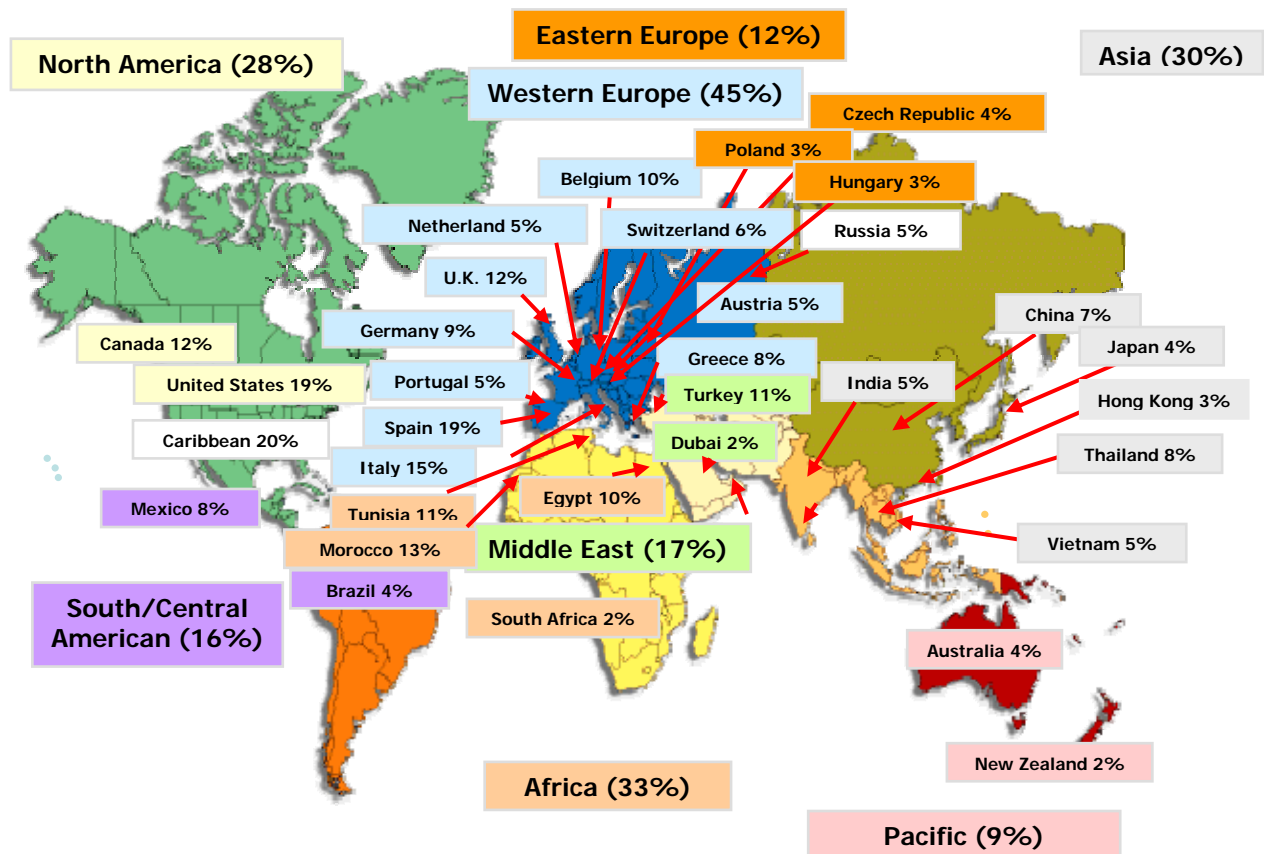 Eastern Europe (12%)
North America (28%)
Asia (30%)
Western Europe (45%)
Czech Republic 4%
Poland 3%
Belgium 10%
Hungary 3%
Netherland 5%
Switzerland 6%
Russia 5%
U.K. 12%
Austria 5%
China 7%
Germany 9%
Canada 12%
Greece 8%
Japan 4%
United States 19%
Portugal 5%
Turkey 11%
India 5%
Hong Kong 3%
Spain 19%
Caribbean 20%
Dubai 2%
Thailand 8%
Italy 15%
Egypt 10%
Mexico 8%
Tunisia 11%
Morocco 13%
Middle East (17%)
Vietnam 5%
Brazil 4%
South/Central
American (16%)
South Africa 2%
Australia 4%
New Zealand 2%
Africa (33%)
Pacific (9%)